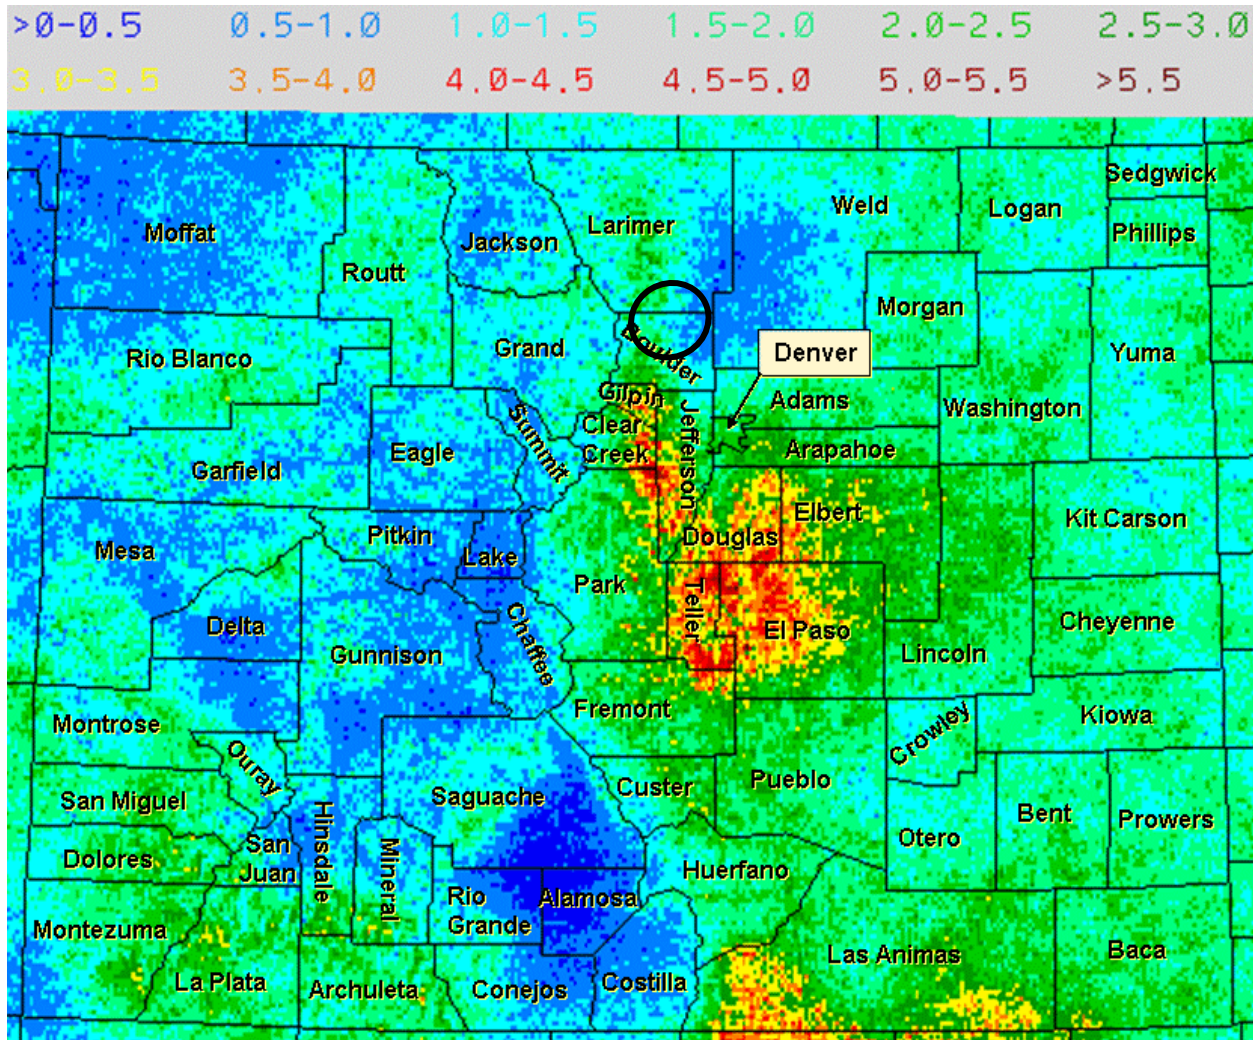 >0-0.5 0.5-1.0 1.0-1.5 1.5-2.0 2.0-2.5 2.5-3.0
3.0-3.5 3.5-4.0 4.0-4.5 4.5-5.0 5.0-5.5 >5.5
Sedgwick
Moffat
Jackson
Larimer
Weld
Logan
Phillips
Routt
Morgan
Rio Blanco
Grand
Boulder
Denver
Yuma
Gilpin
Adams
Washington
Eagle
Summit
Clear
Creek
Jefferson
Arapahoe
Garfield
Mesa
Pitkin
Lake
Douglas
Elbert
Kit Carson
Park
Teller
El Paso
Delta
Gunnison
Chaffee
Lincoln
Cheyenne
Montrose
Fremont
Crowley
Kiowa
Ouray
San Miguel
Saguache
Custer
Pueblo
Otero
Bent
Prowers
Dolores
San
Juan
Hinsdale
Mineral
Rio
Grande
Alamosa
Huerfano
Montezuma
La Plata
Archuleta
Conejos
Costilla
Las Animas
Baca